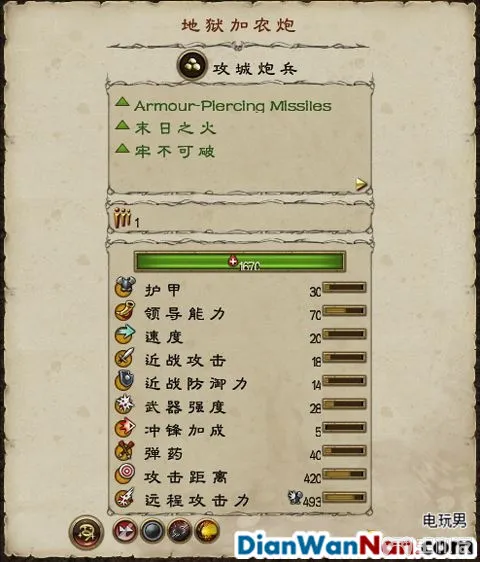 地狱加农炮
攻城炮兵
Armour-Piercing Missiles
末日之火
牢不可破
1
1670
护甲 30
领导能力 70
速度 20
近战攻击 18
近战防御力 14
武器强度 28
冲锋加成 5
弹药 40
攻击距离 420
远程攻击力 493
电玩男
DianWanNan.com